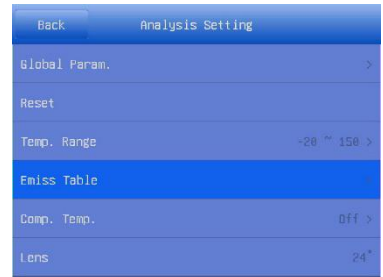 Back Analysis Setting
Global Param. >
Reset
Temp. Range -20 ~ 150 >
Emiss Table
Comp. Temp. Off >
Lens 24°